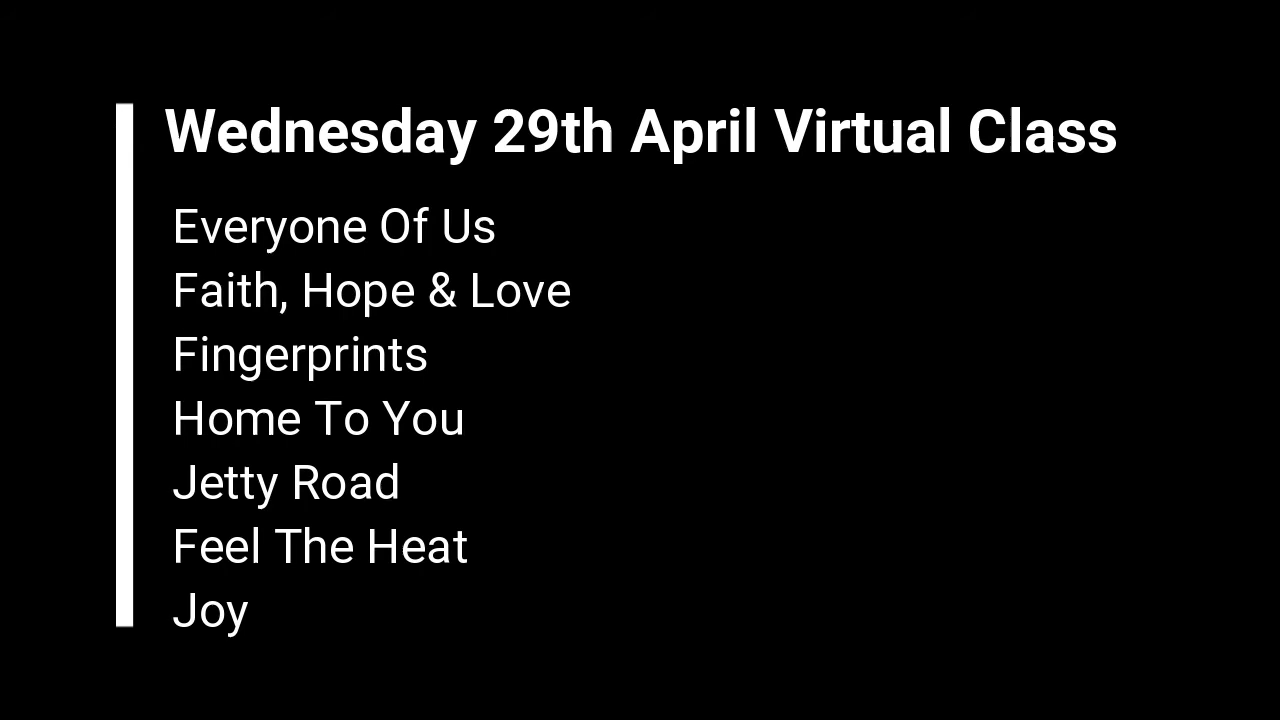 Wednesday 29th April Virtual Class
Everyone Of Us
Faith, Hope & Love
Fingerprints
Home To You
Jetty Road
Feel The Heat
Joy